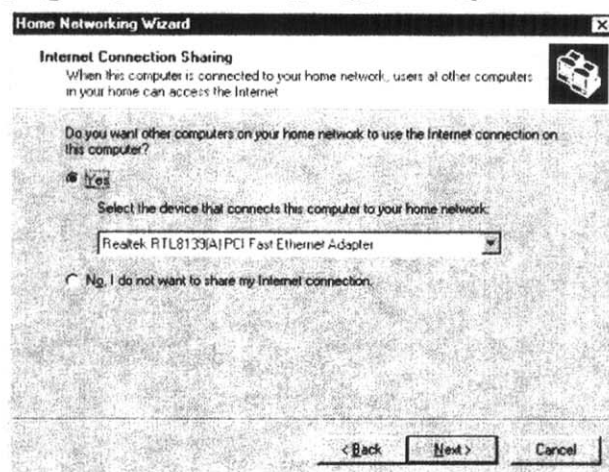 Home Networking Wizard
Internet Connection Sharing
When this computer is connected to your home network, users at other computers
in your home can access the Internet
Do you want other computers on your home network to use the Internet connection on
this computer?
Yes
Select the device that connects this computer to your home network:
Realtek RTL8139(A) PCI Fast Ethernet Adapter
No, I do not want to share my Internet connection.
< Back
Next >
Cancel